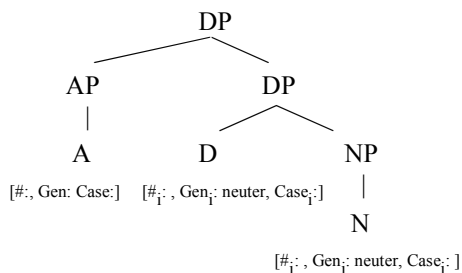 DP
AP DP
A D NP
[#:, Gen: Case:] [#i: , Geni: neuter, Casei:]
N
[#i: , Geni: neuter, Casei: ]